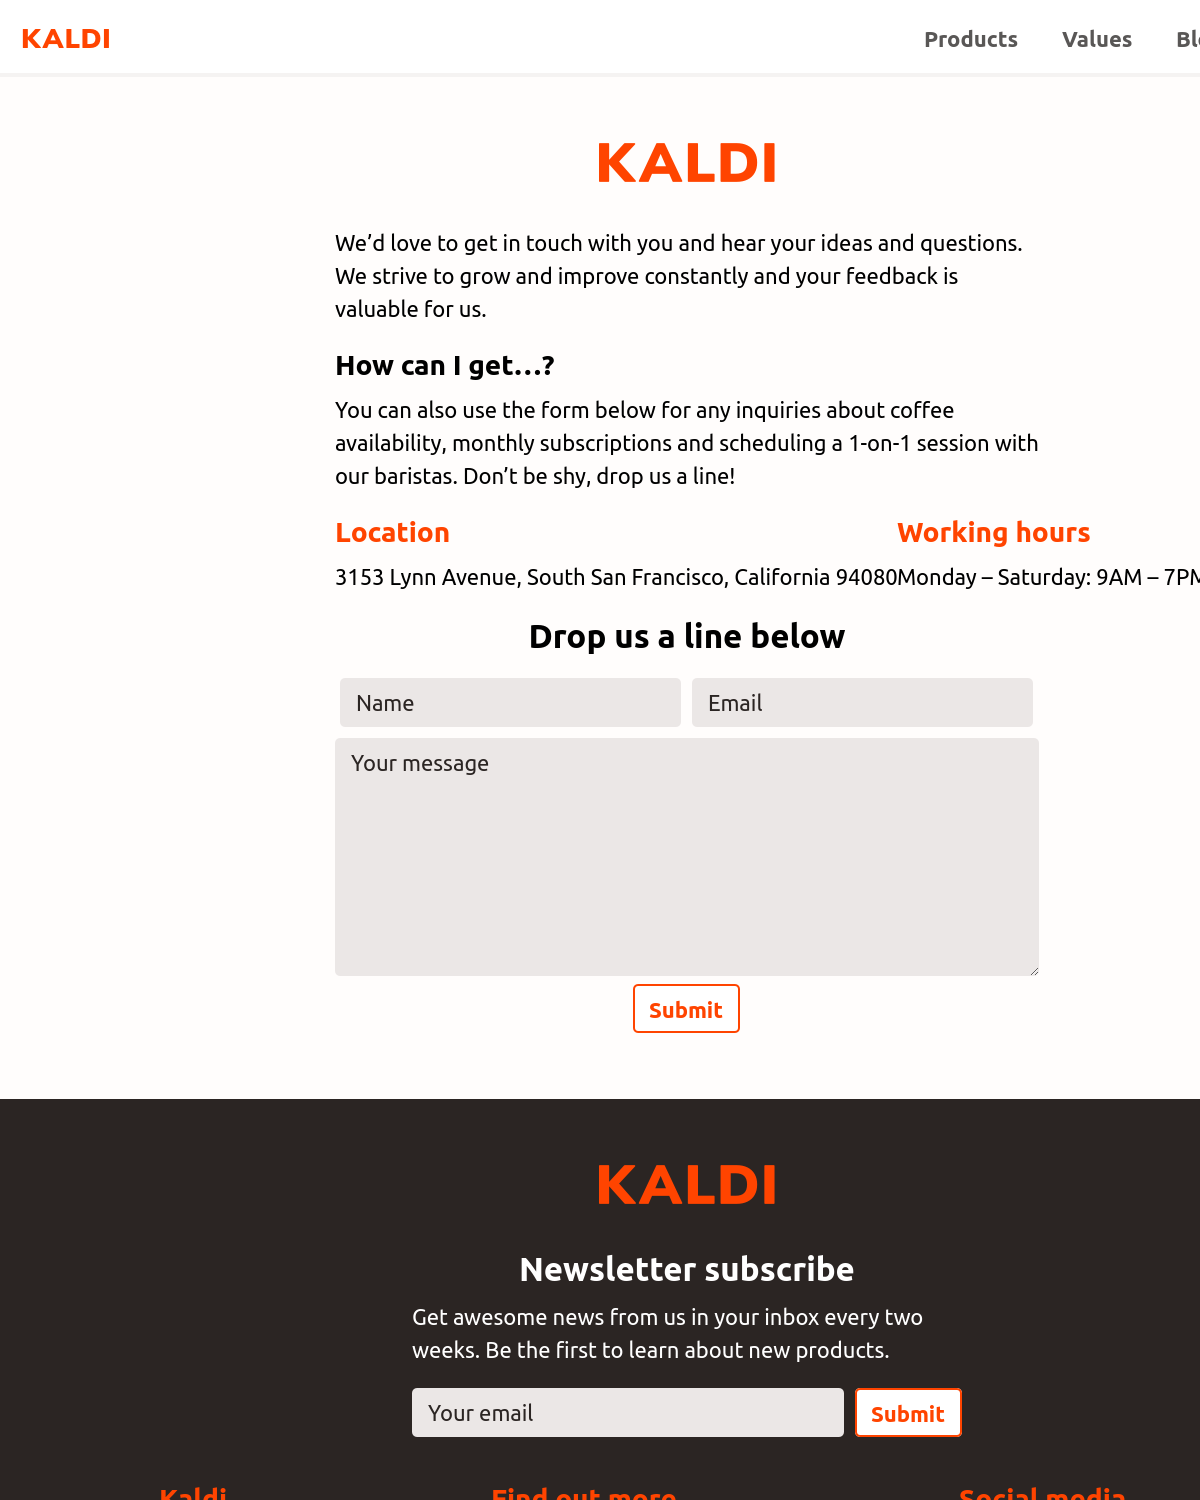 KALDI
Products Values
KALDI
We’d love to get in touch with you and hear your ideas and questions.
We strive to grow and improve constantly and your feedback is
valuable for us.
How can I get…?
You can also use the form below for any inquiries about coffee
availability, monthly subscriptions and scheduling a 1-on-1 session with
our baristas. Don’t be shy, drop us a line!
Location
3153 Lynn Avenue, South San Francisco, California 94080
Working hours
Monday – Saturday: 9AM – 7PM
Drop us a line below
Name
Email
Your message
Submit
KALDI
Newsletter subscribe
Get awesome news from us in your inbox every two
weeks. Be the first to learn about new products.
Your email
Submit
Kaldi
Find out more
Social media